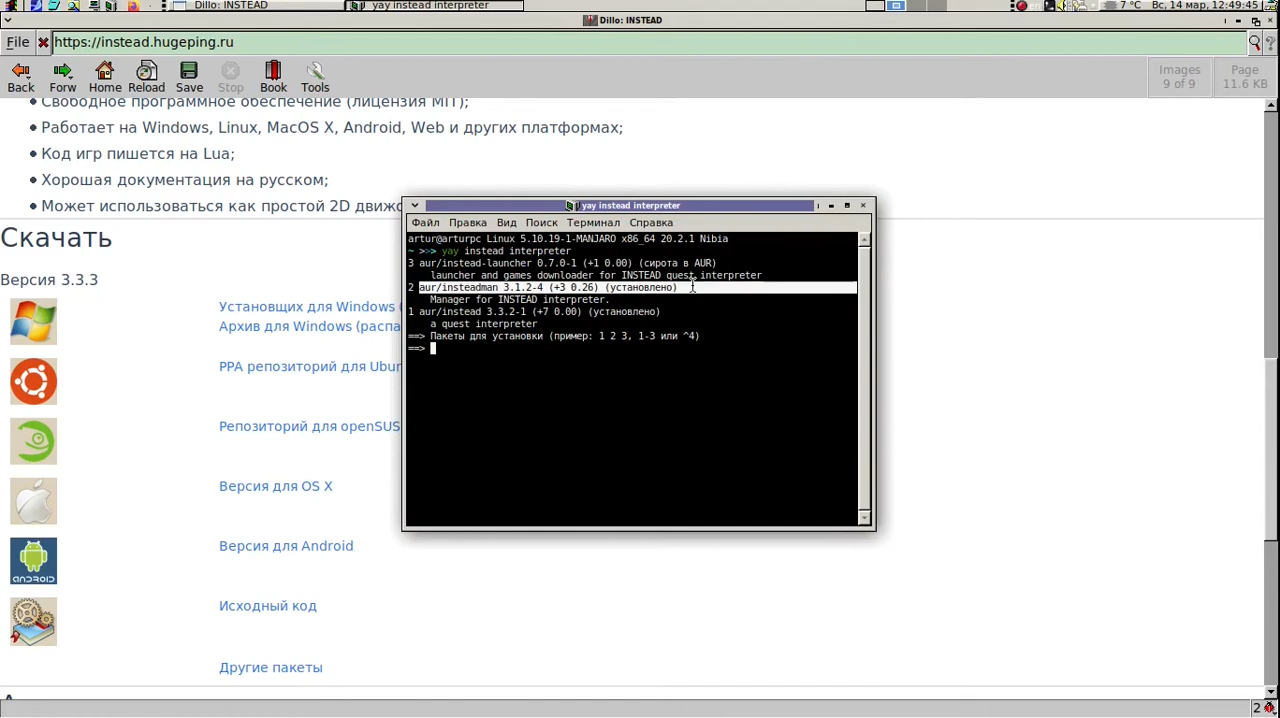 Dillo: INSTEAD
yay instead interpreter
7 °C
Вс, 14 мар, 12:49:45
Dillo: INSTEAD
File
https://instead.hugeping.ru
Back
Forw
Home
Reload
Save
Stop
Book
Tools
Images
9 of 9
Page
11.6 KB
Свободное программное обеспечение (лицензия MIT);
Работает на Windows, Linux, MacOS X, Android, Web и других платформах;
Код игр пишется на Lua;
Хорошая документация на русском;
Может использоваться как простой 2D движо
Скачать
Версия 3.3.3
Установщих для Windows (
Архив для Windows (распа
PPA репозиторий для Ubur
Репозиторий для openSUS
Версия для OS X
Версия для Android
ANDROID
Исходный код
Другие пакеты
yay instead interpreter
Файл Правка Вид Поиск Терминал Справка
artur@arturpc Linux 5.10.19-1-MANJARO x86_64 20.2.1 Nibia
~ >>> yay instead interpreter
3 aur/instead-launcher 0.7.0-1 (+1 0.00) (сирота в AUR)
launcher and games downloader for INSTEAD quest interpreter
2 aur/insteadman 3.1.2-4 (+3 0.26) (установлено)
Manager for INSTEAD interpreter.
1 aur/instead 3.3.2-1 (+7 0.00) (установлено)
a quest interpreter
==> Пакеты для установки (пример: 1 2 3, 1-3 или ^4)
==>
2